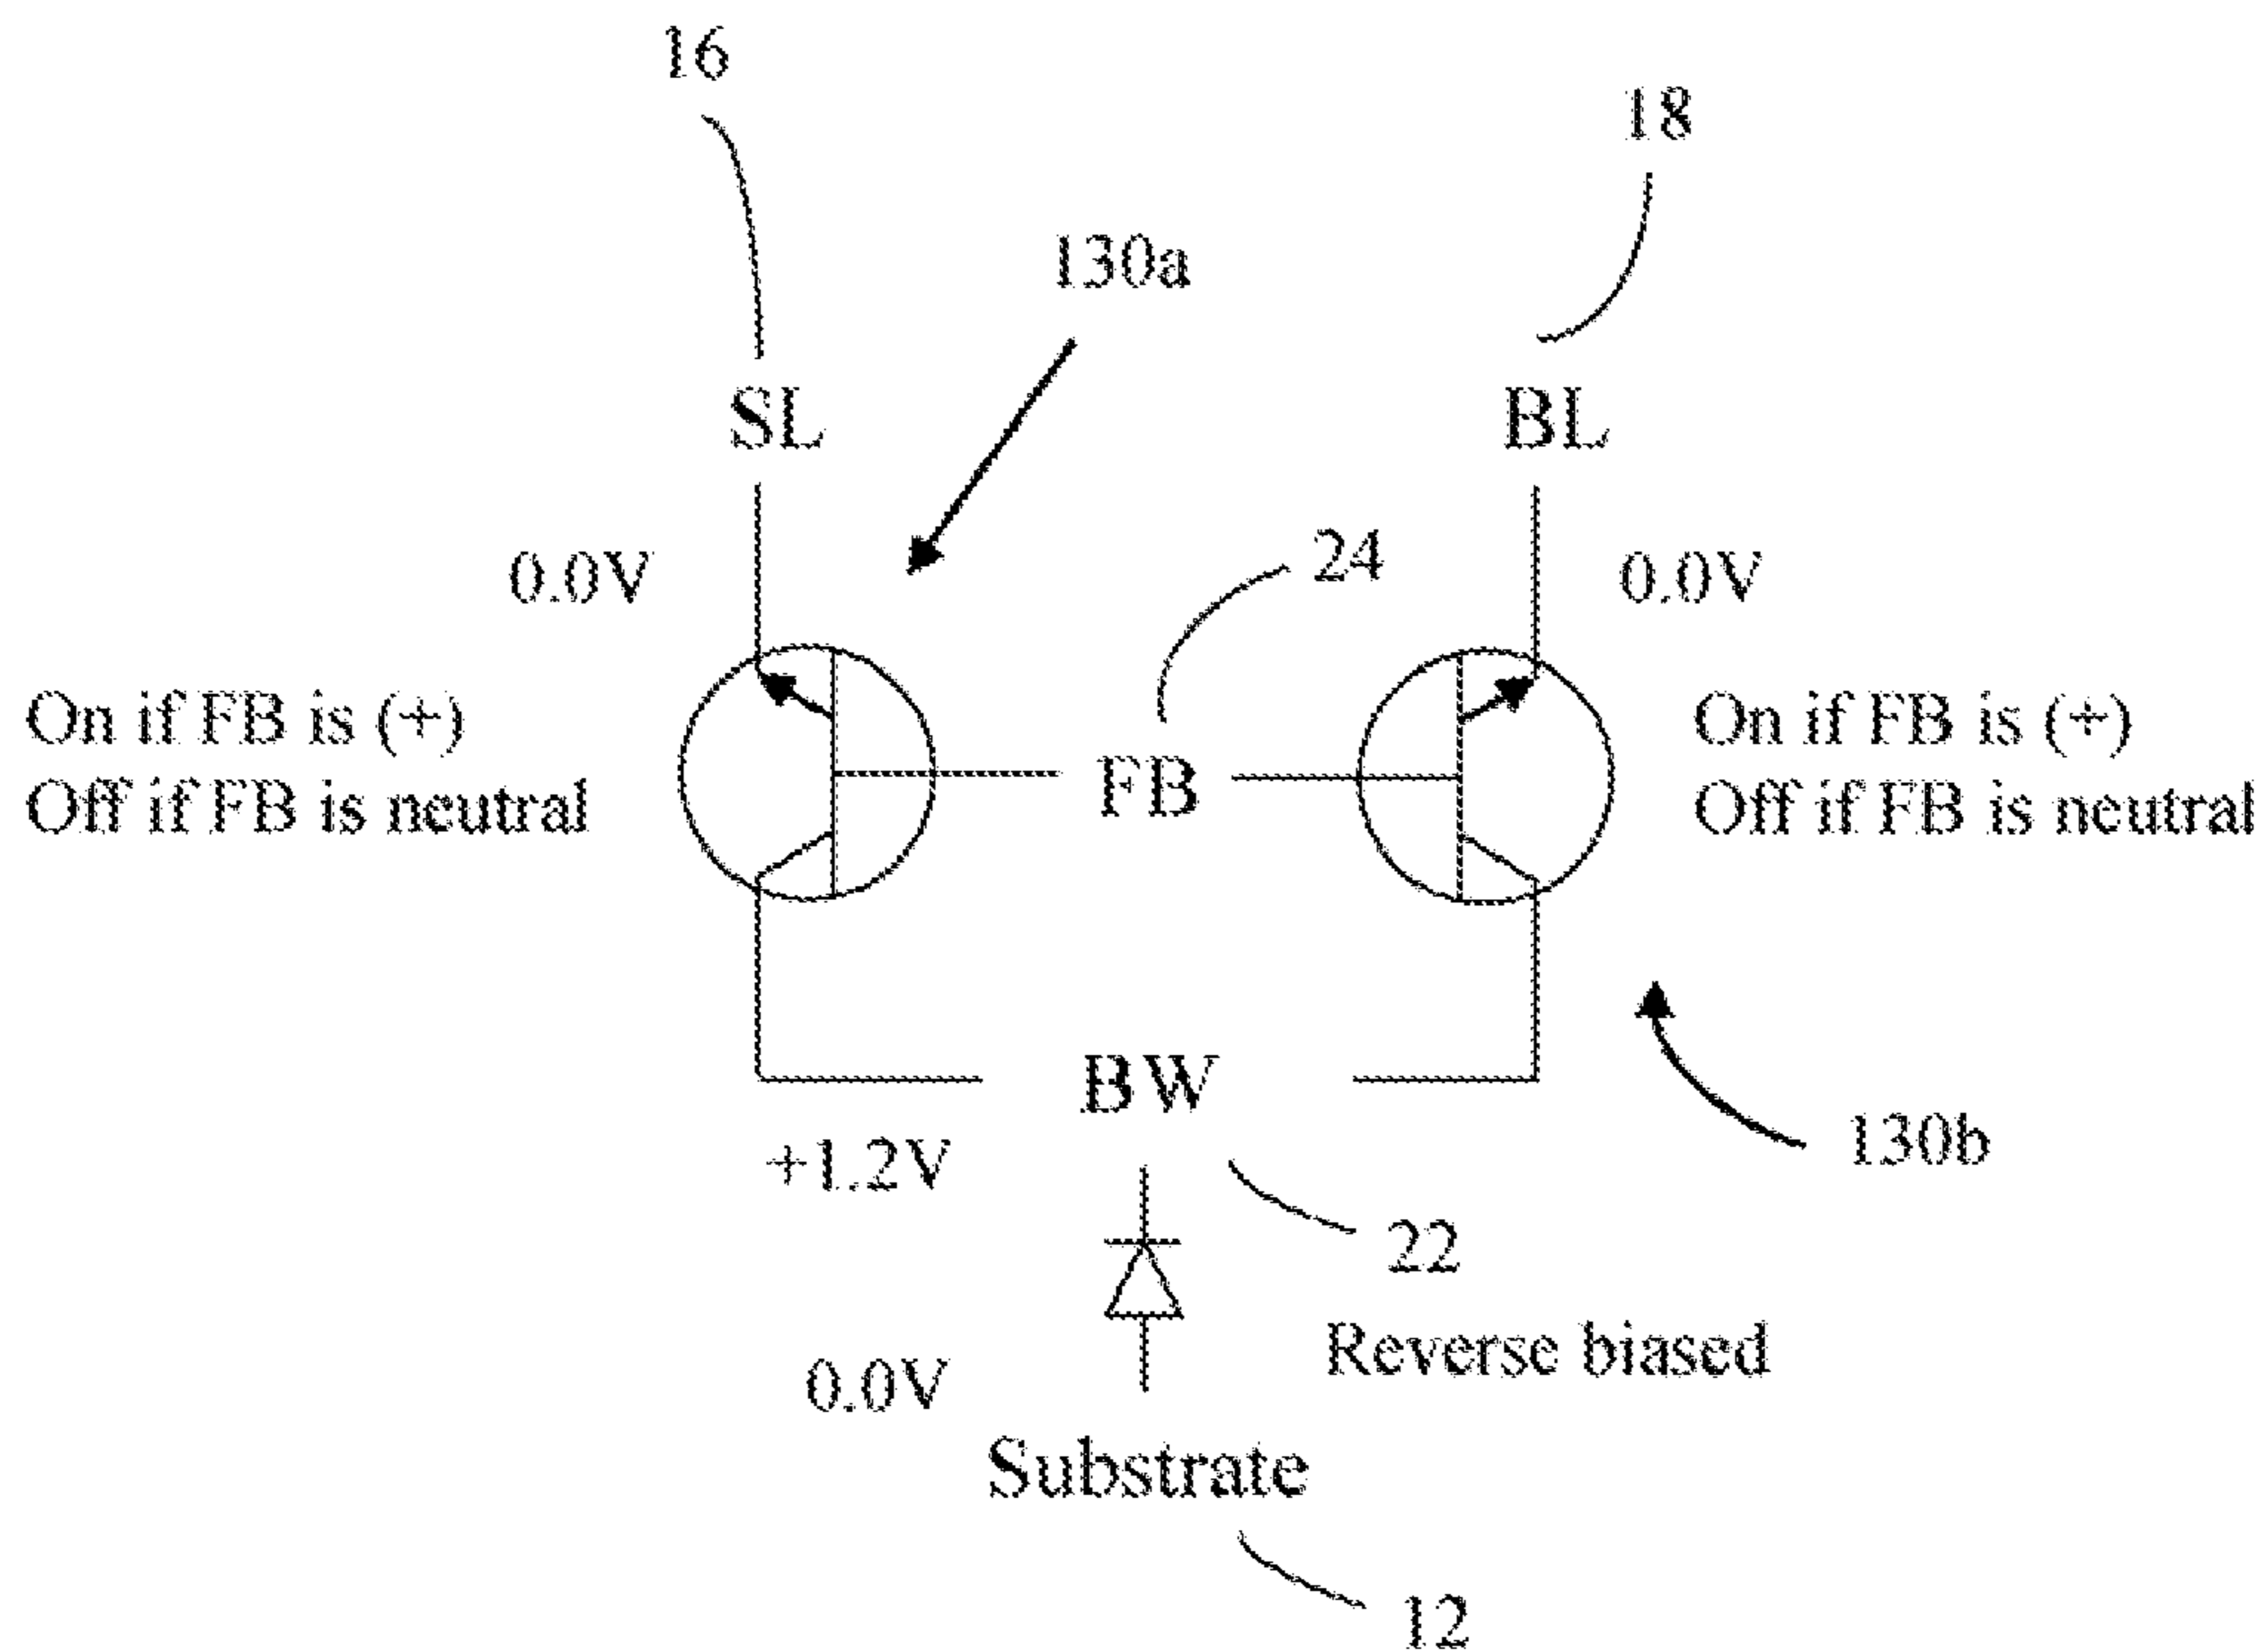 16
18
130a
SL
BL
24
0.0V
0.0V
On if FB is (+)
Off if FB is neutral
FB
On if FB is (+)
Off if FB is neutral
BW
+1.2V
130b
22
Reverse biased
0.0V
Substrate
12